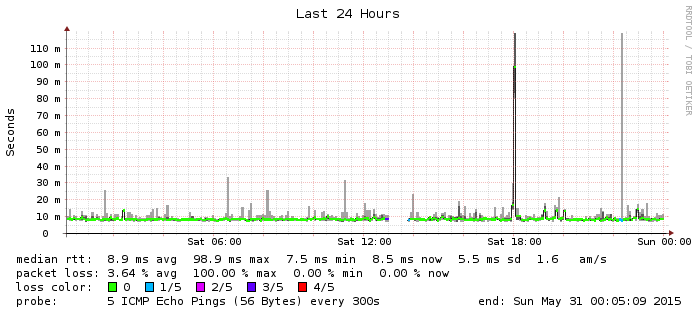 Last 24 Hours
RRDTOOL / TOBI OETIKER
Seconds
110 m
100 m
90 m
80 m
70 m
60 m
50 m
40 m
30 m
20 m
10 m
0
Sat 06:00 Sat 12:00 Sat 18:00 Sun 00:00
median rtt: 8.9 ms avg 98.9 ms max 7.5 ms min 8.5 ms now 5.5 ms sd 1.6 am/s
packet loss: 3.64 % avg 100.00 % max 0.00 % min 0.00 % now
loss color: 0 1/5 2/5 3/5 4/5
probe: 5 ICMP Echo Pings (56 Bytes) every 300s end: Sun May 31 00:05:09 2015